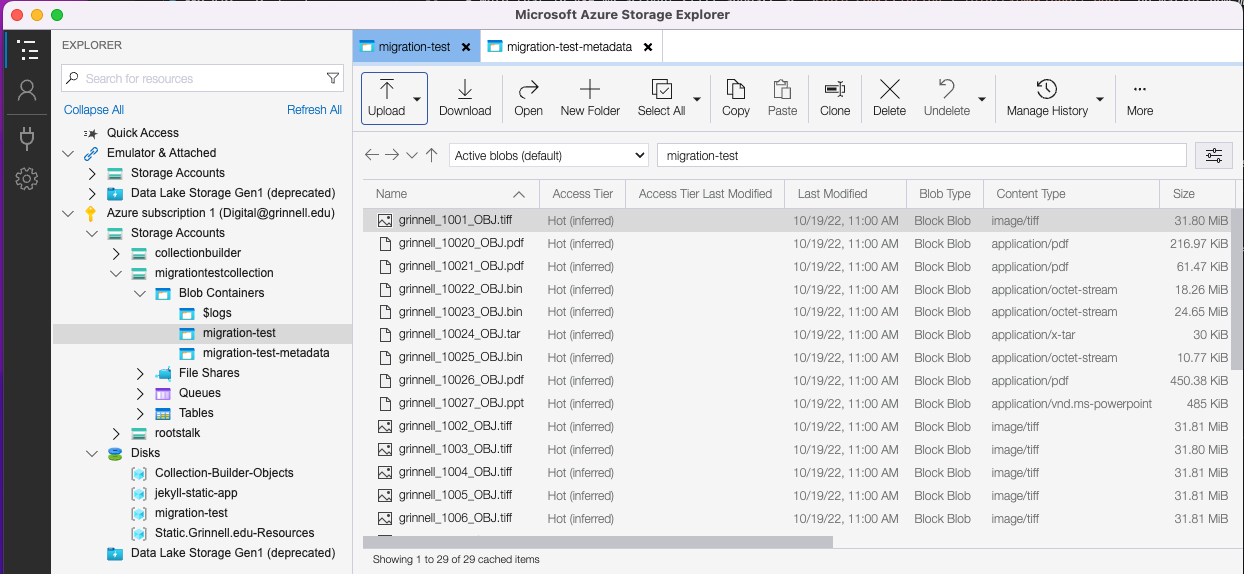 Microsoft Azure Storage Explorer
EXPLORER
Search for resources
Collapse All Refresh All
Quick Access
Emulator & Attached
Storage Accounts
Data Lake Storage Gen1 (deprecated)
Azure subscription 1 (Digital@grinnell.edu)
Storage Accounts
collectionbuilder
migrationtestcollection
Blob Containers
$logs
migration-test
migration-test-metadata
File Shares
Queues
Tables
rootstalk
Disks
Collection-Builder-Objects
jekyll-static-app
migration-test
Static.Grinnell.edu-Resources
Data Lake Storage Gen1 (deprecated)
migration-test × migration-test-metadata ×
Upload Download Open New Folder Select All Copy Paste Clone Delete Undelete Manage History More
Active blobs (default) migration-test
Name Access Tier Access Tier Last Modified Last Modified Blob Type Content Type Size
grinnell_1001_OBJ.tiff Hot (inferred) 10/19/22, 11:00 AM Block Blob image/tiff 31.80 MiB
grinnell_10020_OBJ.pdf Hot (inferred) 10/19/22, 11:00 AM Block Blob application/pdf 216.97 KiB
grinnell_10021_OBJ.pdf Hot (inferred) 10/19/22, 11:00 AM Block Blob application/pdf 61.47 KiB
grinnell_10022_OBJ.bin Hot (inferred) 10/19/22, 11:00 AM Block Blob application/octet-stream 18.26 MiB
grinnell_10023_OBJ.bin Hot (inferred) 10/19/22, 11:00 AM Block Blob application/octet-stream 24.65 MiB
grinnell_10024_OBJ.tar Hot (inferred) 10/19/22, 11:00 AM Block Blob application/x-tar 30 KiB
grinnell_10025_OBJ.bin Hot (inferred) 10/19/22, 11:00 AM Block Blob application/octet-stream 10.77 KiB
grinnell_10026_OBJ.pdf Hot (inferred) 10/19/22, 11:00 AM Block Blob application/pdf 450.38 KiB
grinnell_10027_OBJ.ppt Hot (inferred) 10/19/22, 11:00 AM Block Blob application/vnd.ms-powerpoint 485 KiB
grinnell_1002_OBJ.tiff Hot (inferred) 10/19/22, 11:00 AM Block Blob image/tiff 31.81 MiB
grinnell_1003_OBJ.tiff Hot (inferred) 10/19/22, 11:00 AM Block Blob image/tiff 31.80 MiB
grinnell_1004_OBJ.tiff Hot (inferred) 10/19/22, 11:00 AM Block Blob image/tiff 31.81 MiB
grinnell_1005_OBJ.tiff Hot (inferred) 10/19/22, 11:00 AM Block Blob image/tiff 31.81 MiB
grinnell_1006_OBJ.tiff Hot (inferred) 10/19/22, 11:00 AM Block Blob image/tiff 31.81 MiB
Showing 1 to 29 of 29 cached items